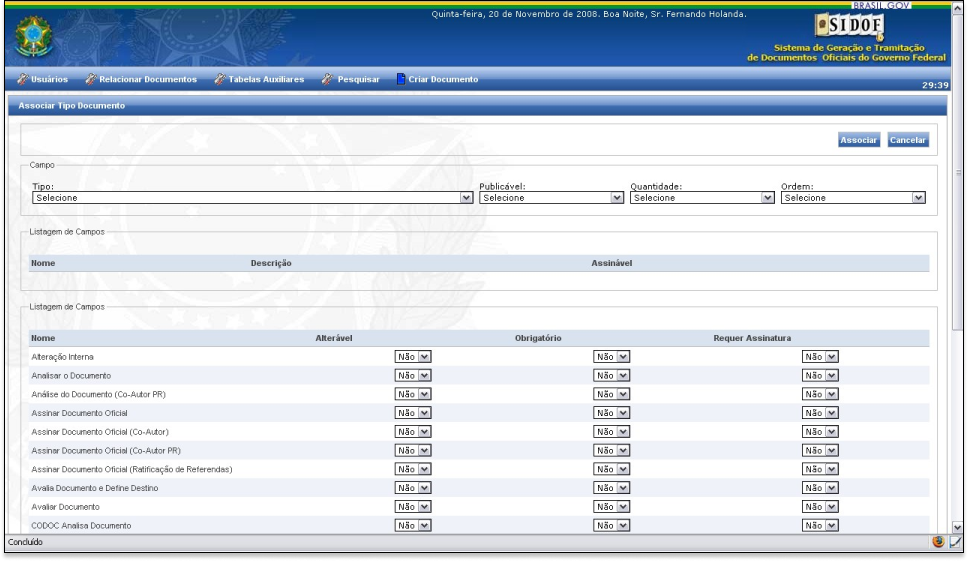 Quinta-feira, 20 de Novembro de 2008. Boa Noite, Sr. Fernando Holanda.
BRASIL.GOV
SIDOF
Sistema de Geração e Tramitação
de Documentos Oficiais do Governo Federal
Usuários Relacionar Documentos Tabelas Auxiliares Pesquisar Criar Documento
29:39
Associar Tipo Documento
Associar Cancelar
Campo
Tipo: Publicável: Quantidade: Ordem:
Selecione Selecione Selecione Selecione
Listagem de Campos
Nome Descrição Assinável
Listagem de Campos
Nome Alterável Obrigatório Requer Assinatura
Alteração Interna Não Não Não
Analisar o Documento Não Não Não
Análise do Documento (Co-Autor PR) Não Não Não
Assinar Documento Oficial Não Não Não
Assinar Documento Oficial (Co-Autor) Não Não Não
Assinar Documento Oficial (Co-Autor PR) Não Não Não
Assinar Documento Oficial (Ratificação de Referendas) Não Não Não
Avalia Documento e Define Destino Não Não Não
Avaliar Documento Não Não Não
CODOC Analisa Documento Não Não Não
Concluído